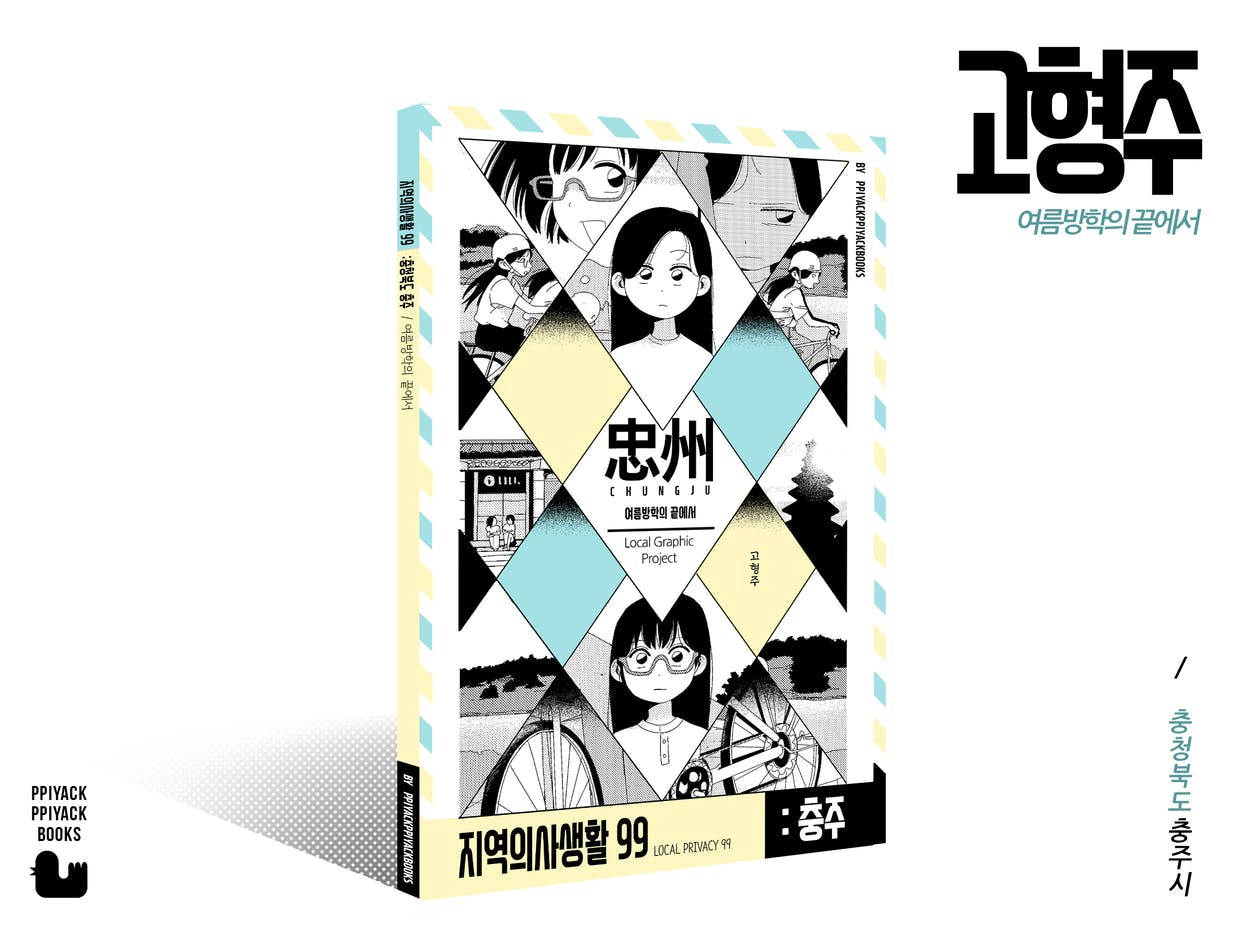 고형주
여름방학의 끝에서
지역의사생활 99 :충청북도 충주 / 여름방학의 끝에서
BY PPIYACKPPIYACKBOOKS
BY PPIYACKPPIYACKBOOKS
忠州
CHUNGJU
여름방학의 끝에서
Local Graphic
Project
고형주
지역의사생활 99 LOCAL PRIVACY 99
: 충주
PPIYACK
PPIYACK
BOOKS
/ 충청북도 충주시